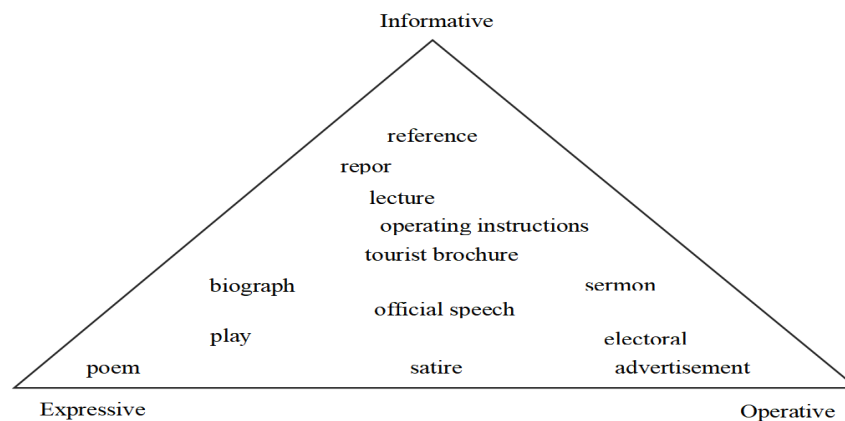 Informative
reference
repor
lecture
operating instructions
tourist brochure
biograph
sermon
official speech
play
electoral
poem
satire
advertisement
Expressive
Operative